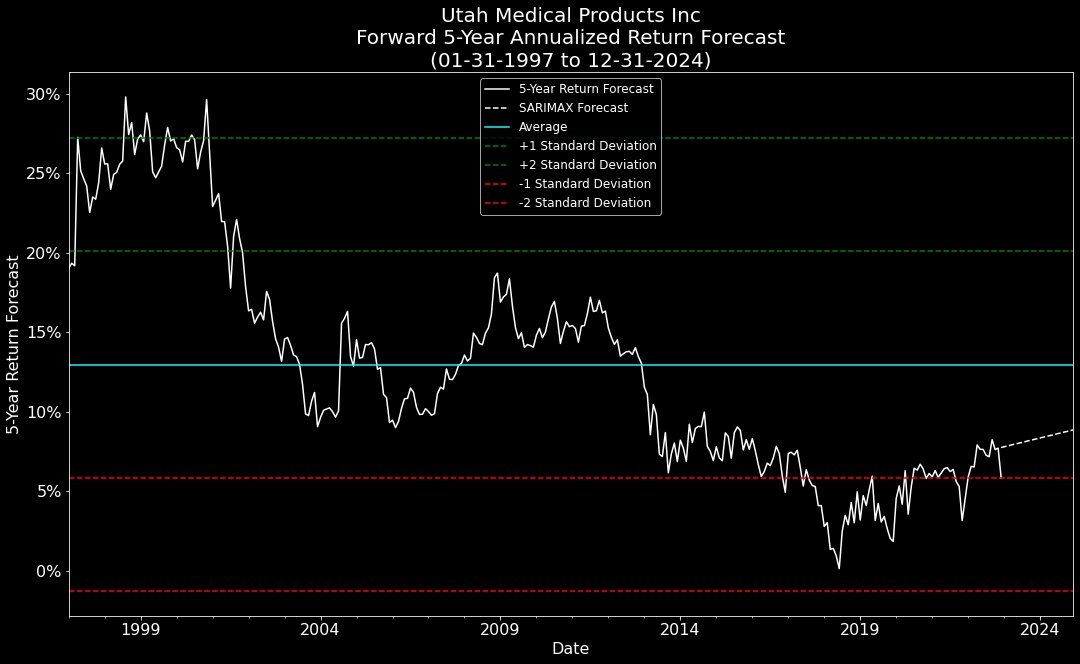 Utah Medical Products Inc
Forward 5-Year Annualized Return Forecast
(01-31-1997 to 12-31-2024)
5-Year Return Forecast
SARIMAX Forecast
Average
+1 Standard Deviation
+2 Standard Deviation
-1 Standard Deviation
-2 Standard Deviation
5-Year Return Forecast
30%
25%
20%
15%
10%
5%
0%
1999
2004
2009
2014
2019
2024
Date